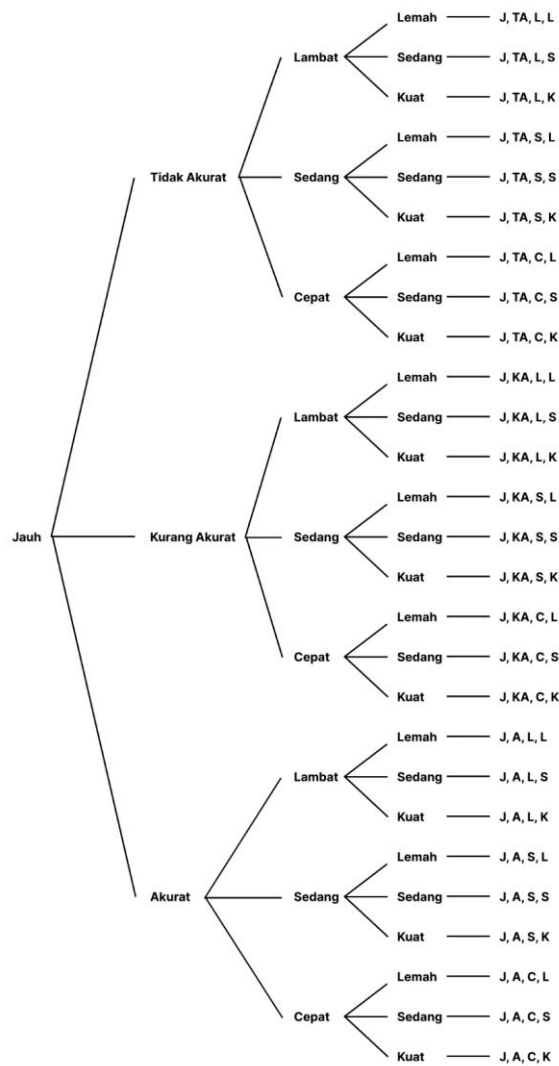 Lemah J, TA, L, L
Lambat Sedang J, TA, L, S
Kuat J, TA, L, K
Lemah J, TA, S, L
Tidak Akurat Sedang Sedang J, TA, S, S
Kuat J, TA, S, K
Lemah J, TA, C, L
Cepat Sedang J, TA, C, S
Kuat J, TA, C, K
Lemah J, KA, L, L
Lambat Sedang J, KA, L, S
Kuat J, KA, L, K
Lemah J, KA, S, L
Jauh Kurang Akurat Sedang Sedang J, KA, S, S
Kuat J, KA, S, K
Lemah J, KA, C, L
Cepat Sedang J, KA, C, S
Kuat J, KA, C, K
Lemah J, A, L, L
Lambat Sedang J, A, L, S
Kuat J, A, L, K
Lemah J, A, S, L
Akurat Sedang Sedang J, A, S, S
Kuat J, A, S, K
Lemah J, A, C, L
Cepat Sedang J, A, C, S
Kuat J, A, C, K